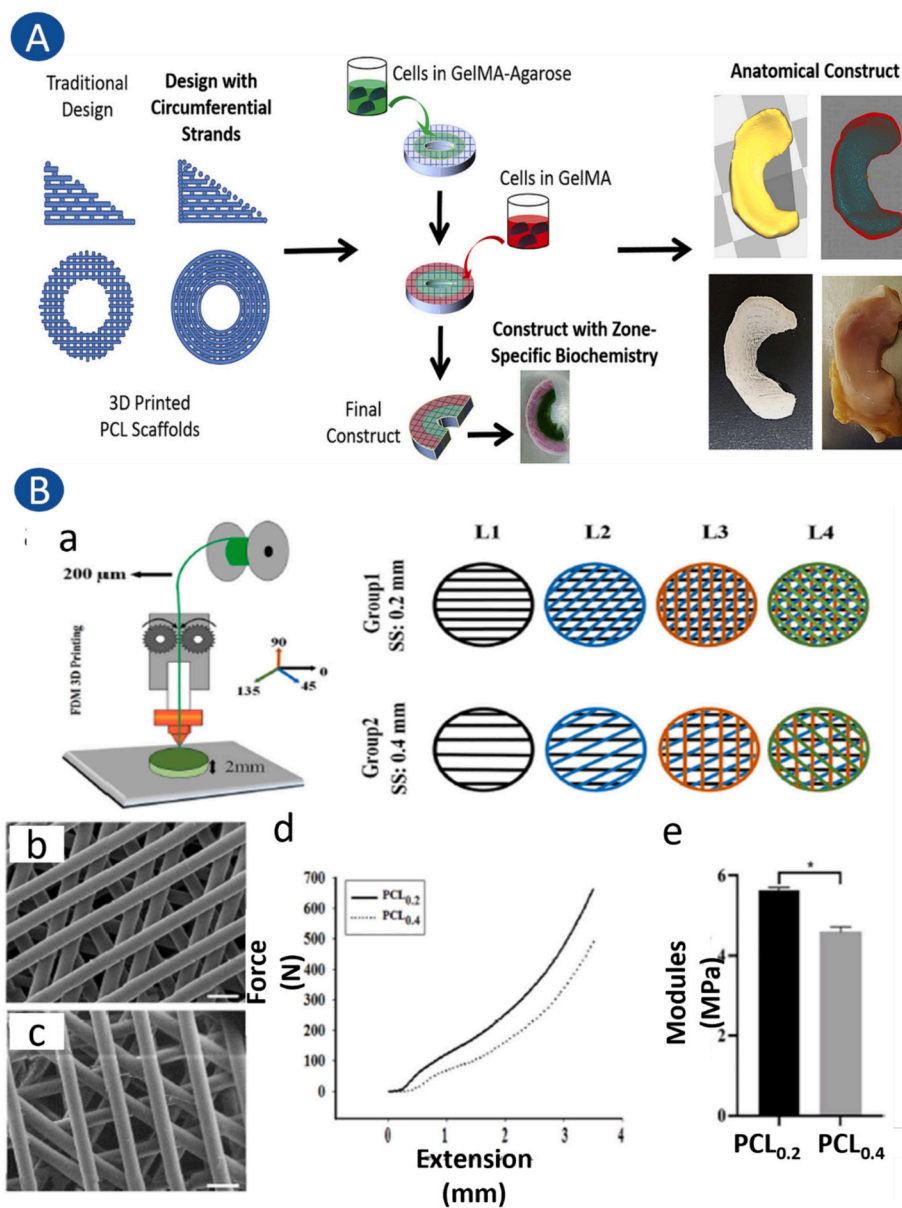 A
Traditional
Design
Design with
Circumferential
Strands
3D Printed
PCL Scaffolds
Cells in GelMA-Agarose
Cells in GelMA
Construct with Zone-
Specific Biochemistry
Final
Construct
Anatomical Construct
B
a
200 μm
FDM 3D Printing
90
0
135
45
2mm
L1
L2
L3
L4
Group1
SS: 0.2 mm
Group2
SS: 0.4 mm
b
c
d
Force
(N)
700
600
500
400
300
200
100
0
PCL0.2
PCL0.4
0
1
2
3
4
Extension
(mm)
e
Modules
(MPa)
6
4
2
0
*
PCL0.2
PCL0.4